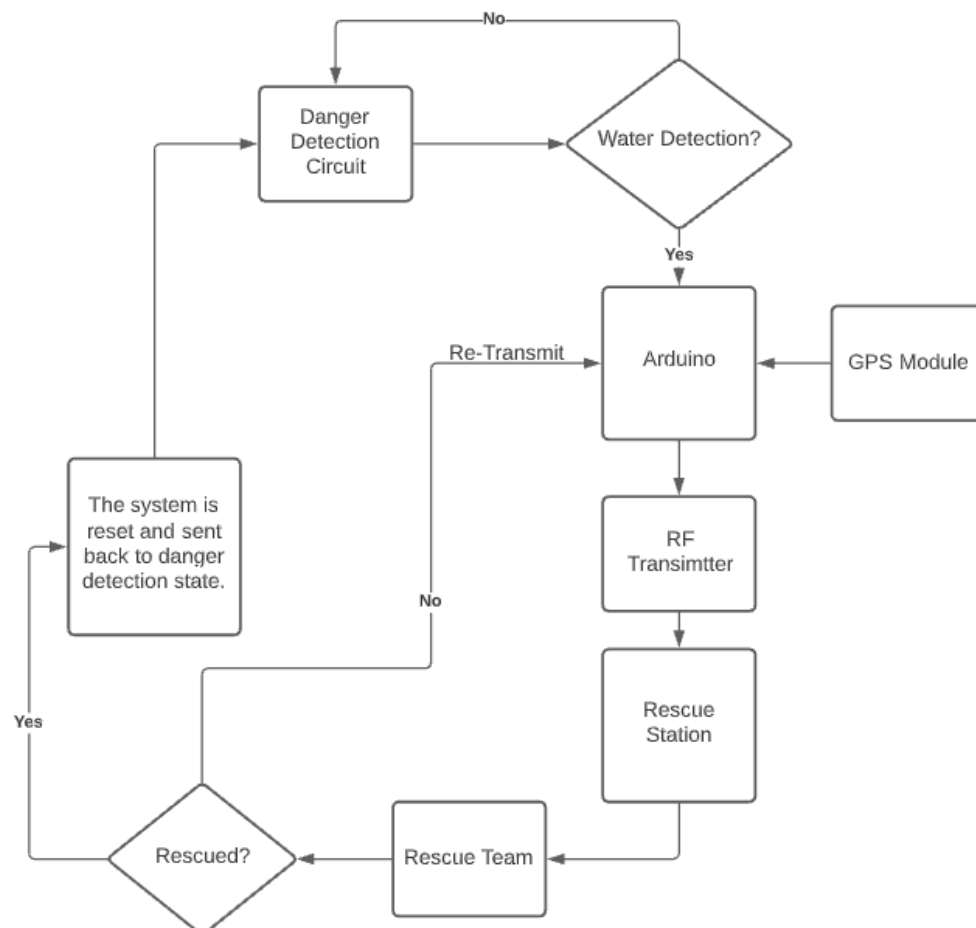 No
Danger
Detection
Circuit
Water Detection?
Yes
Re-Transmit
Arduino
GPS Module
The system is
reset and sent
back to danger
detection state.
RF
Transimtter
No
Rescue
Station
Yes
Rescued?
Rescue Team